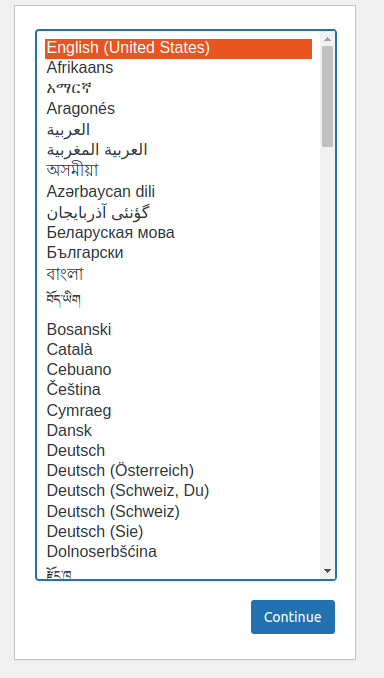 English (United States)
Afrikaans
አማርኛ
Aragonés
العربية
العربية المغربية
অসমীয়া
Azərbaycan dili
گؤنئی آذربایجان
Беларуская мова
Български
বাংলা
བོད་ཡིག
Bosanski
Català
Cebuano
Čeština
Cymraeg
Dansk
Deutsch
Deutsch (Österreich)
Deutsch (Schweiz, Du)
Deutsch (Schweiz)
Deutsch (Sie)
Dolnoserbšćina
རྫོང་ཁ
Continue